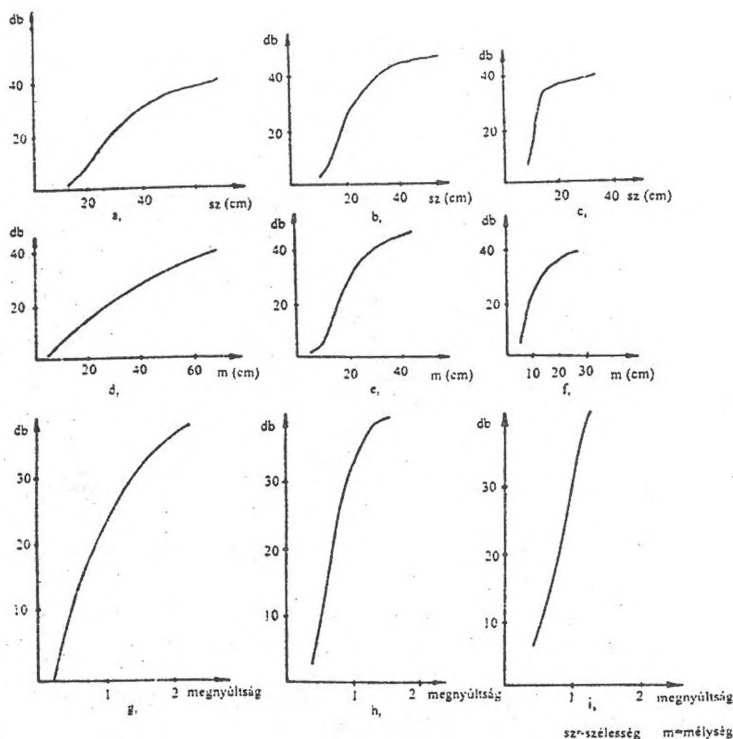 db db db
40 40 40
20 20 20
20 40 sz (cm) 20 40 sz (cm) 20 40 sz (cm)
a, b, c,
db db db
40 40 40
20 20 20
20 40 60 m (cm) 20 40 m (cm) 10 20 30 m (cm)
d, e, f,
db db db
30 30 30
20 20 20
10 10 10
1 2 megnyúltság 1 2 megnyúltság 1 2 megnyúltság
g, h, i,
sz=szélesség m=mélység